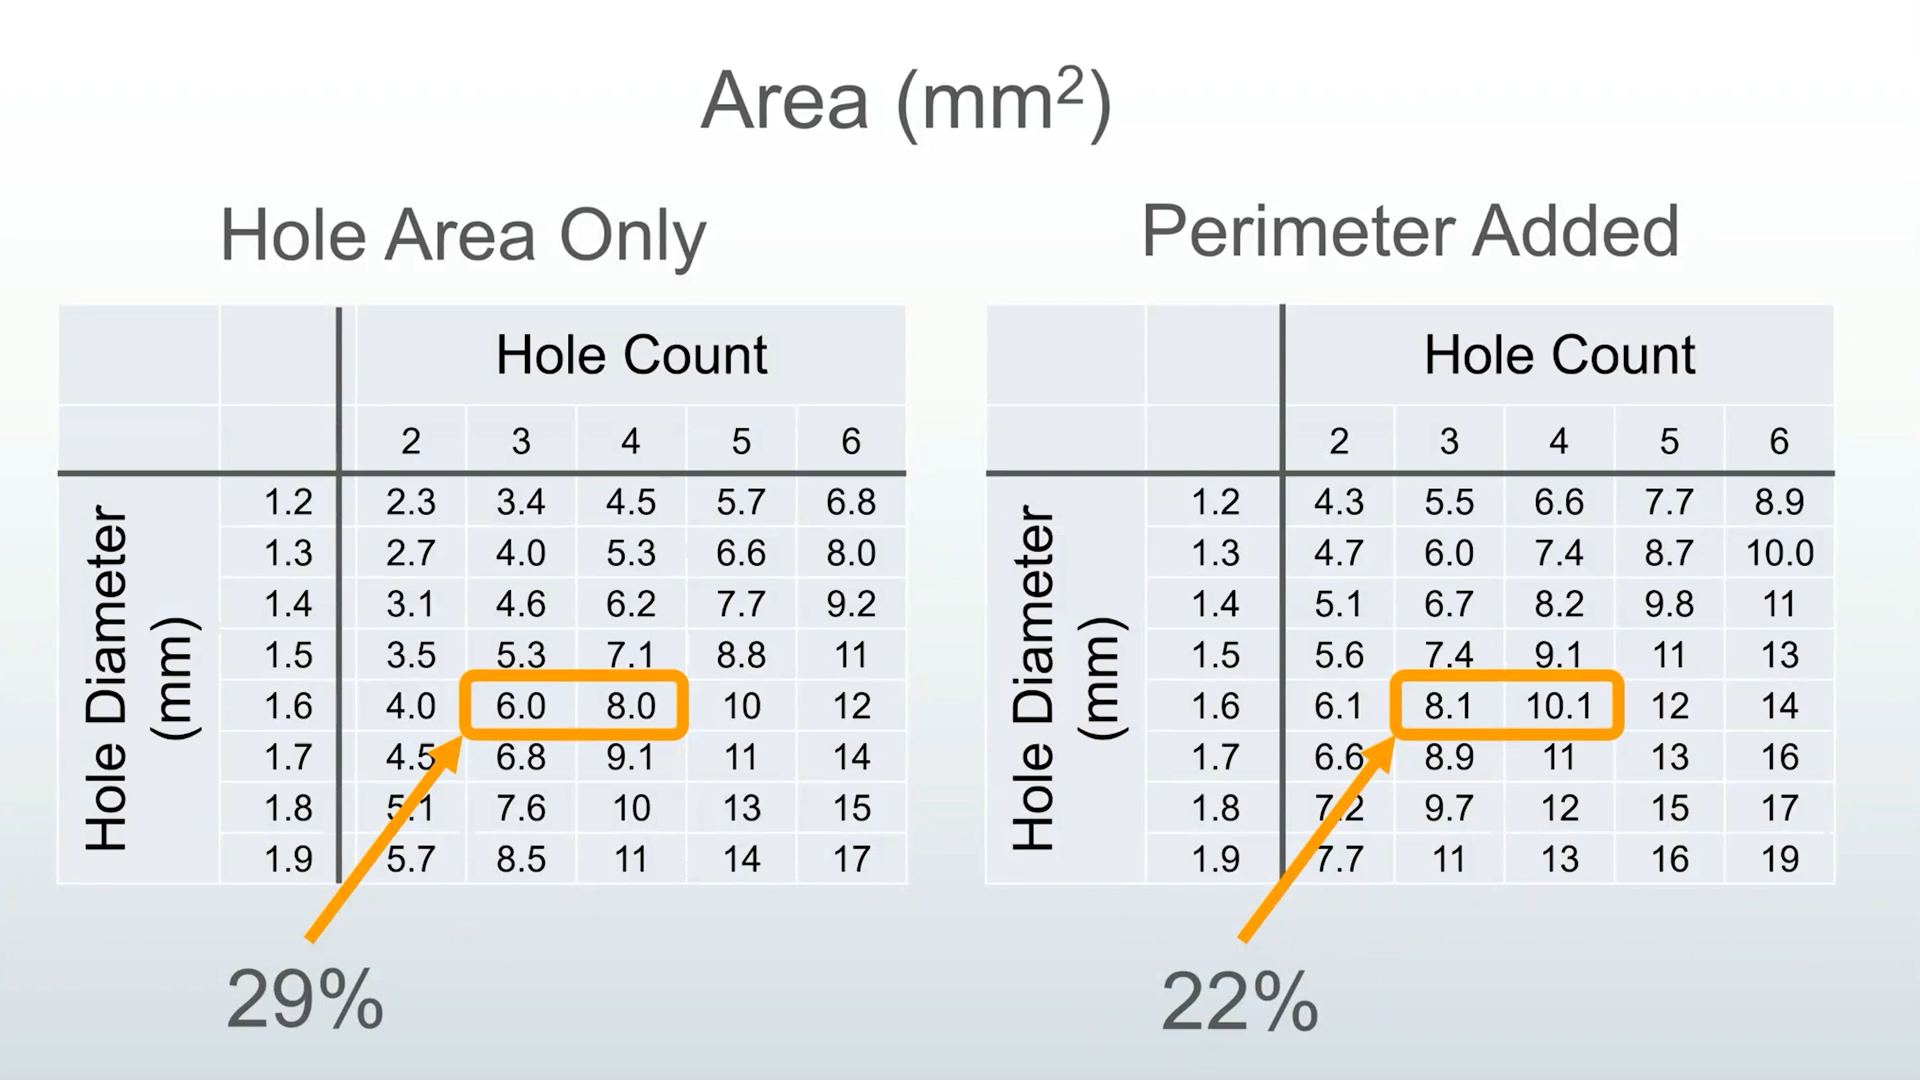 Area (mm²)
Hole Area Only
Hole Count
2 3 4 5 6
Hole Diameter
(mm)
1.2 2.3 3.4 4.5 5.7 6.8
1.3 2.7 4.0 5.3 6.6 8.0
1.4 3.1 4.6 6.2 7.7 9.2
1.5 3.5 5.3 7.1 8.8 11
1.6 4.0 6.0 8.0 10 12
1.7 4.5 6.8 9.1 11 14
1.8 5.1 7.6 10 13 15
1.9 5.7 8.5 11 14 17
29%
Perimeter Added
Hole Count
2 3 4 5 6
Hole Diameter
(mm)
1.2 4.3 5.5 6.6 7.7 8.9
1.3 4.7 6.0 7.4 8.7 10.0
1.4 5.1 6.7 8.2 9.8 11
1.5 5.6 7.4 9.1 11 13
1.6 6.1 8.1 10.1 12 14
1.7 6.6 8.9 11 13 16
1.8 7.2 9.7 12 15 17
1.9 7.7 11 13 16 19
22%